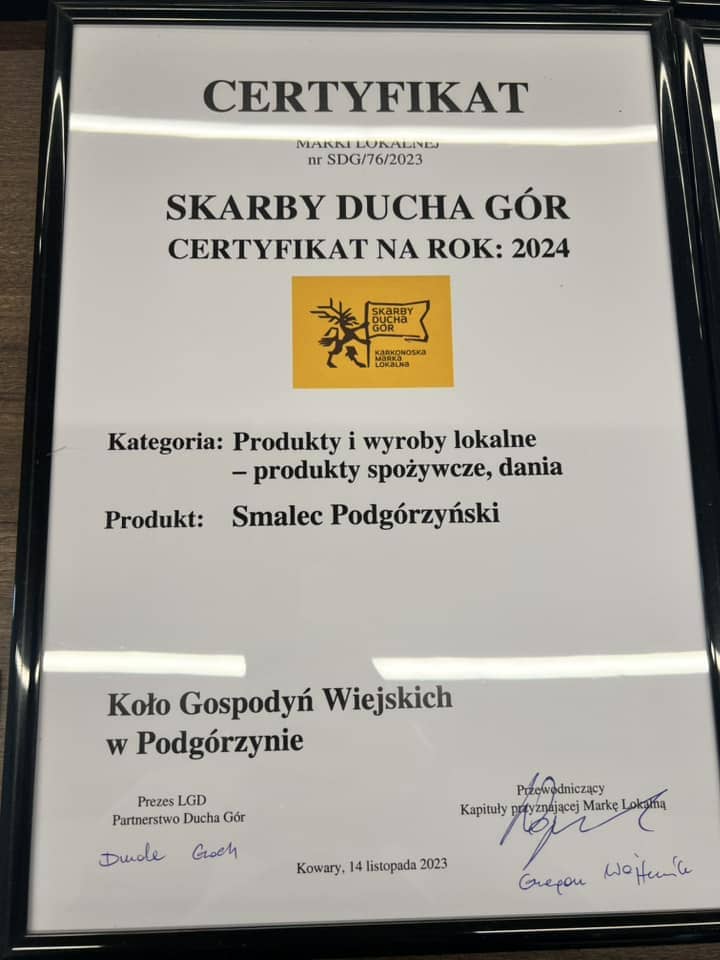 CERTYFIKAT
MARKI LOKALNEJ
nr SDG/76/2023
SKARBY DUCHA GÓR
CERTYFIKAT NA ROK: 2024
SKARBY
DUCHA
GÓR
KARKONOSKA
MARKA
LOKALNA
Kategoria: Produkty i wyroby lokalne
– produkty spożywcze, dania
Produkt: Smalec Podgórzyński
Koło Gospodyń Wiejskich
w Podgórzynie
Prezes LGD
Partnerstwo Ducha Gór
Przewodniczący
Kapituły przyznającej Markę Lokalną
Kowary, 14 listopada 2023